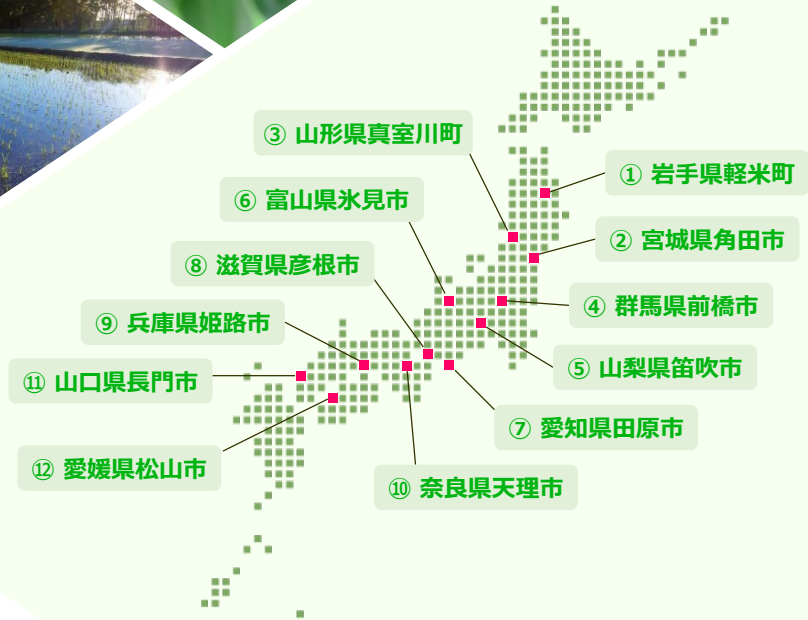 ① 岩手県軽米町
② 宮城県角田市
③ 山形県真室川町
④ 群馬県前橋市
⑤ 山梨県笛吹市
⑥ 富山県氷見市
⑦ 愛知県田原市
⑧ 滋賀県彦根市
⑨ 兵庫県姫路市
⑩ 奈良県天理市
⑪ 山口県長門市
⑫ 愛媛県松山市